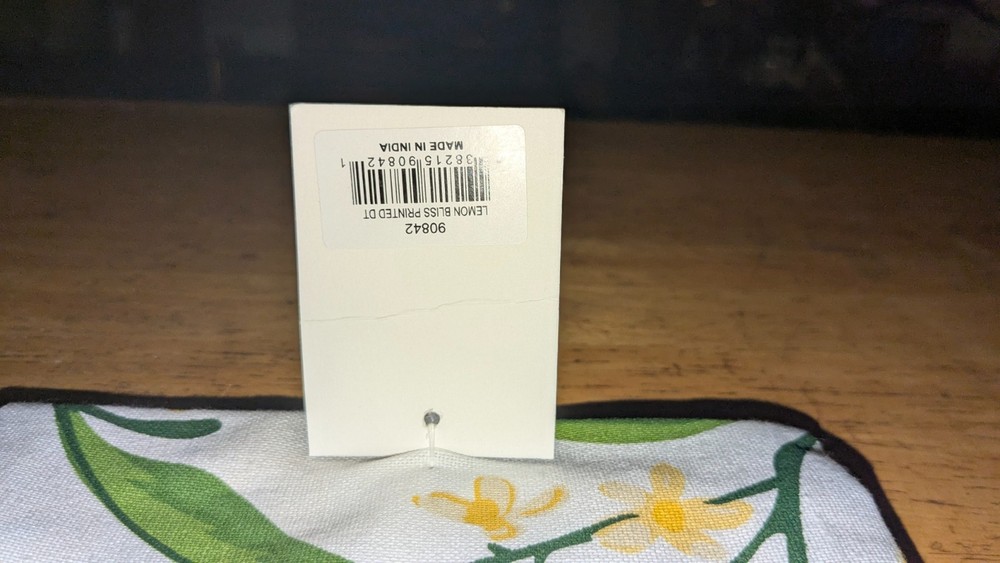 90842
LEMON BLISS PRINTED DT
38215 90842 1
MADE IN INDIA